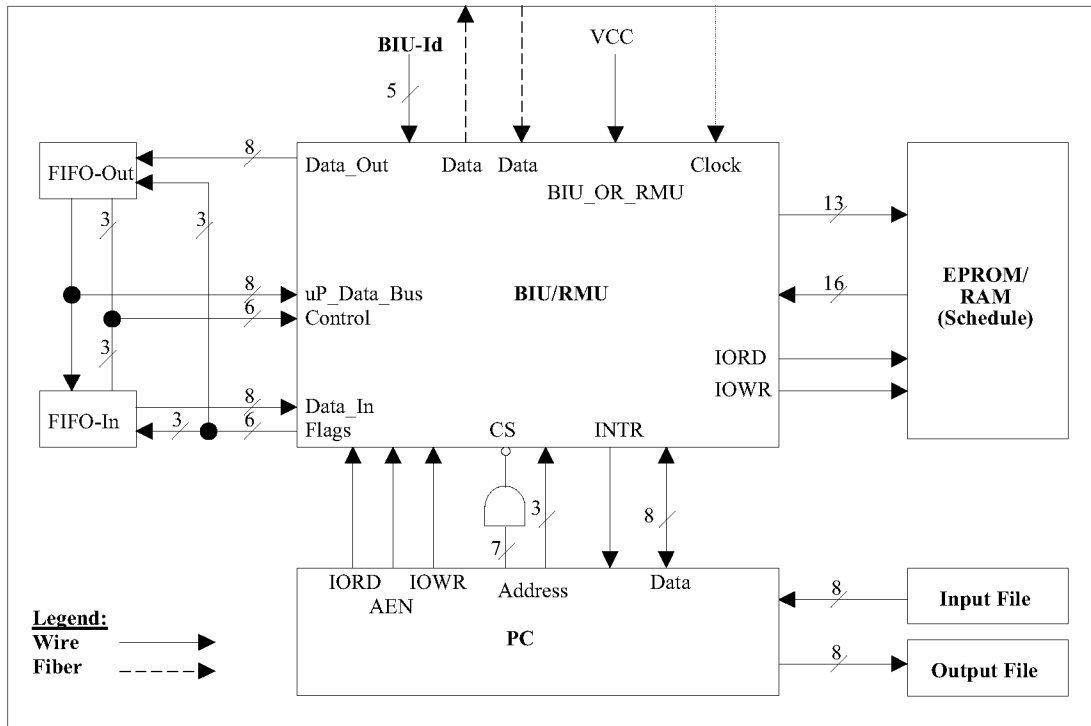 BIU-Id
VCC
5
8
FIFO-Out
Data_Out
Data
Data
Clock
BIU_OR_RMU
13
3
3
8
uP_Data_Bus
BIU/RMU
16
EPROM/
RAM
(Schedule)
6
Control
3
IORD
IOWR
8
Data_In
FIFO-In
3
6
Flags
CS
INTR
3
8
7
IORD
IOWR
Address
Data
AEN
8
Input File
Legend:
Wire
PC
8
Output File
Fiber